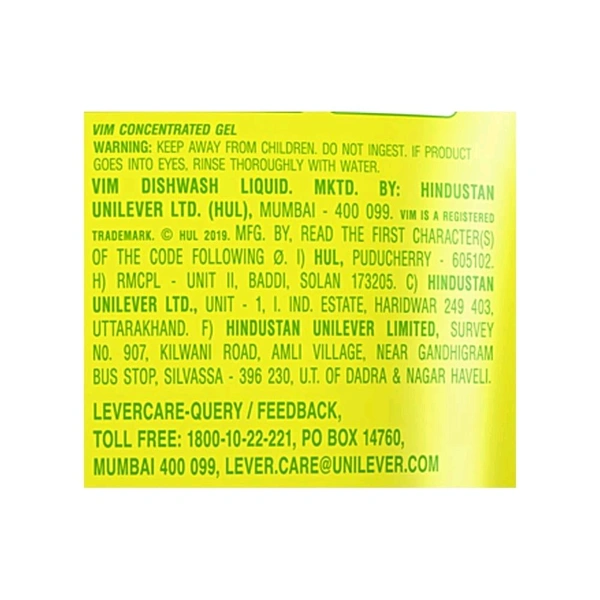 VIM CONCENTRATED GEL
WARNING: KEEP AWAY FROM CHILDREN. DO NOT INGEST. IF PRODUCT
GOES INTO EYES, RINSE THOROUGHLY WITH WATER.
VIM DISHWASH LIQUID. MKTD. BY: HINDUSTAN
UNILEVER LTD. (HUL), MUMBAI - 400 099. VIM IS A REGISTERED
TRADEMARK. © HUL 2019. MFG. BY, READ THE FIRST CHARACTER(S)
OF THE CODE FOLLOWING Ø. I) HUL, PUDUCHERRY - 605102.
H) RMCPL - UNIT II, BADDI, SOLAN 173205. C) HINDUSTAN
UNILEVER LTD., UNIT - 1, I. IND. ESTATE, HARIDWAR 249 403,
UTTARAKHAND. F) HINDUSTAN UNILEVER LIMITED, SURVEY
NO. 907, KILWANI ROAD, AMLI VILLAGE, NEAR GANDHIGRAM
BUS STOP, SILVASSA - 396 230, U.T. OF DADRA & NAGAR HAVELI.
LEVERCARE-QUERY / FEEDBACK,
TOLL FREE: 1800-10-22-221, PO BOX 14760,
MUMBAI 400 099, LEVER.CARE@UNILEVER.COM